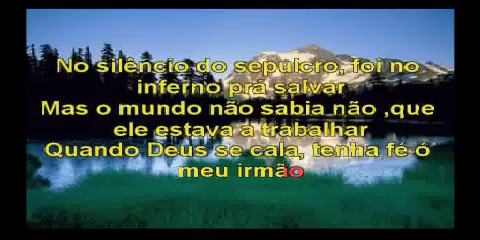 No silêncio do sepulcro, foi no
inferno prá salvar
Mas o mundo não sabia não ,que
ele estava a trabalhar
Quando Deus se cala, tenha fé ó
meu irmão